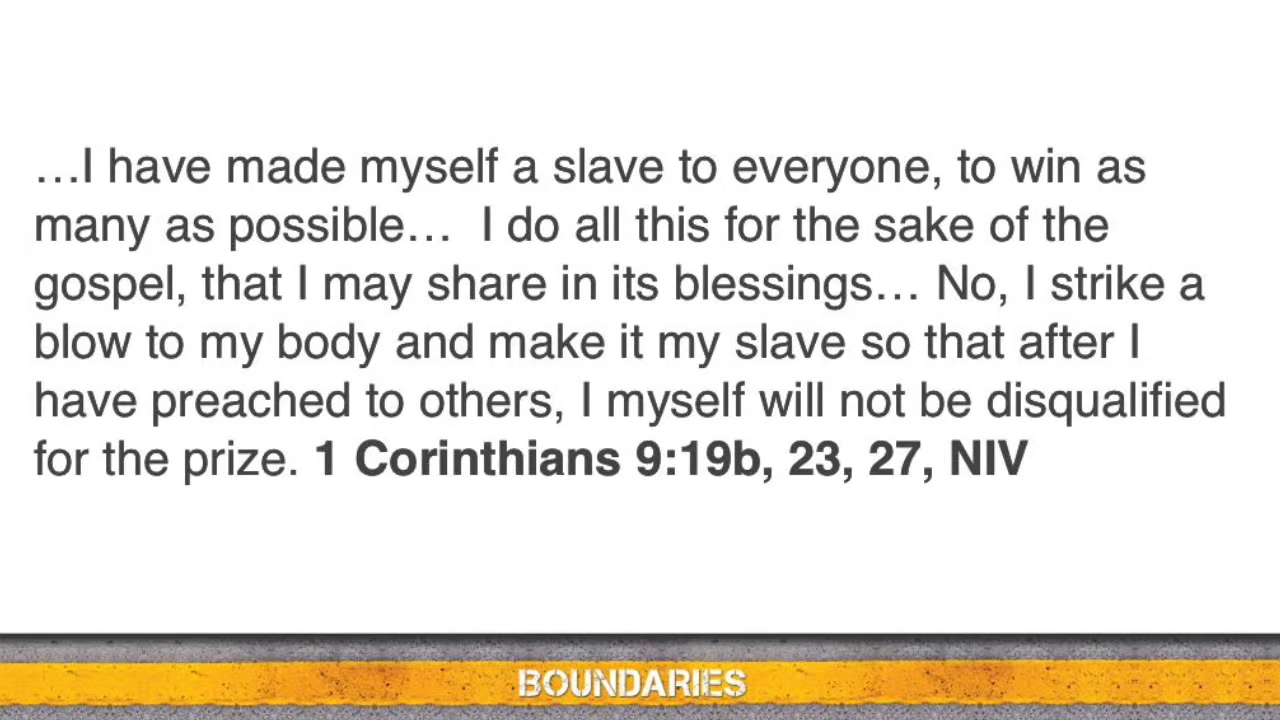 …I have made myself a slave to everyone, to win as
many as possible…  I do all this for the sake of the
gospel, that I may share in its blessings… No, I strike a
blow to my body and make it my slave so that after I
have preached to others, I myself will not be disqualified
for the prize. 1 Corinthians 9:19b, 23, 27, NIV
BOUNDARIES